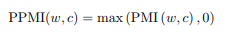 PPMI(w, c) = max (PMI (w, c) , 0)